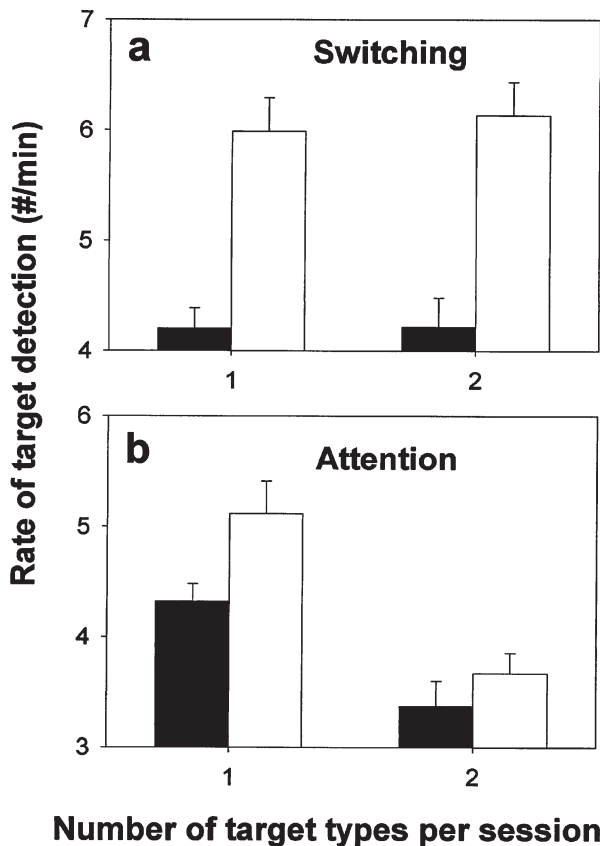 Rate of target detection (#/min)
a
Switching
7
6
5
4
1 2
b
Attention
6
5
4
3
1 2
Number of target types per session